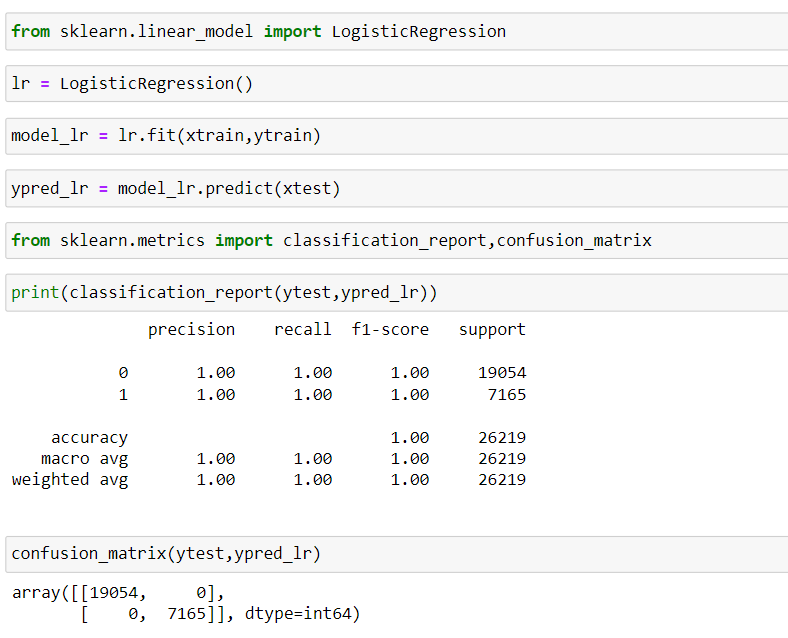 from sklearn.linear_model import LogisticRegression
lr = LogisticRegression()
model_lr = lr.fit(xtrain,ytrain)
ypred_lr = model_lr.predict(xtest)
from sklearn.metrics import classification_report,confusion_matrix
print(classification_report(ytest,ypred_lr))
              precision    recall  f1-score   support

           0       1.00      1.00      1.00     19054
           1       1.00      1.00      1.00      7165

    accuracy                           1.00     26219
   macro avg       1.00      1.00      1.00     26219
weighted avg       1.00      1.00      1.00     26219

confusion_matrix(ytest,ypred_lr)
array([[19054,     0],
       [    0,  7165]], dtype=int64)